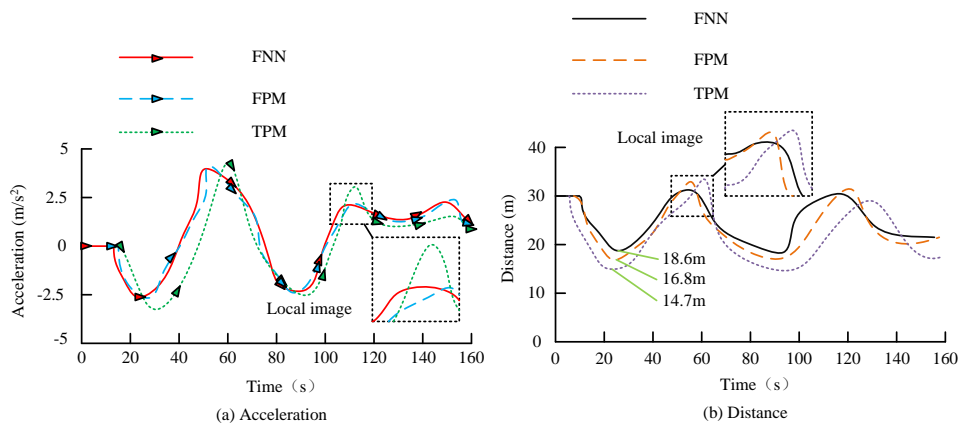 FNN
FPM
TPM
Acceleration (m/s²)
5
2.5
0
-2.5
-5
Local image
0
20
40
60
80
100
120
140
160
Time（s）
(a) Acceleration
FNN
FPM
TPM
Distance (m)
40
30
20
10
0
Local image
18.6m
16.8m
14.7m
0
20
40
60
80
100
120
140
160
Time（s）
(b) Distance